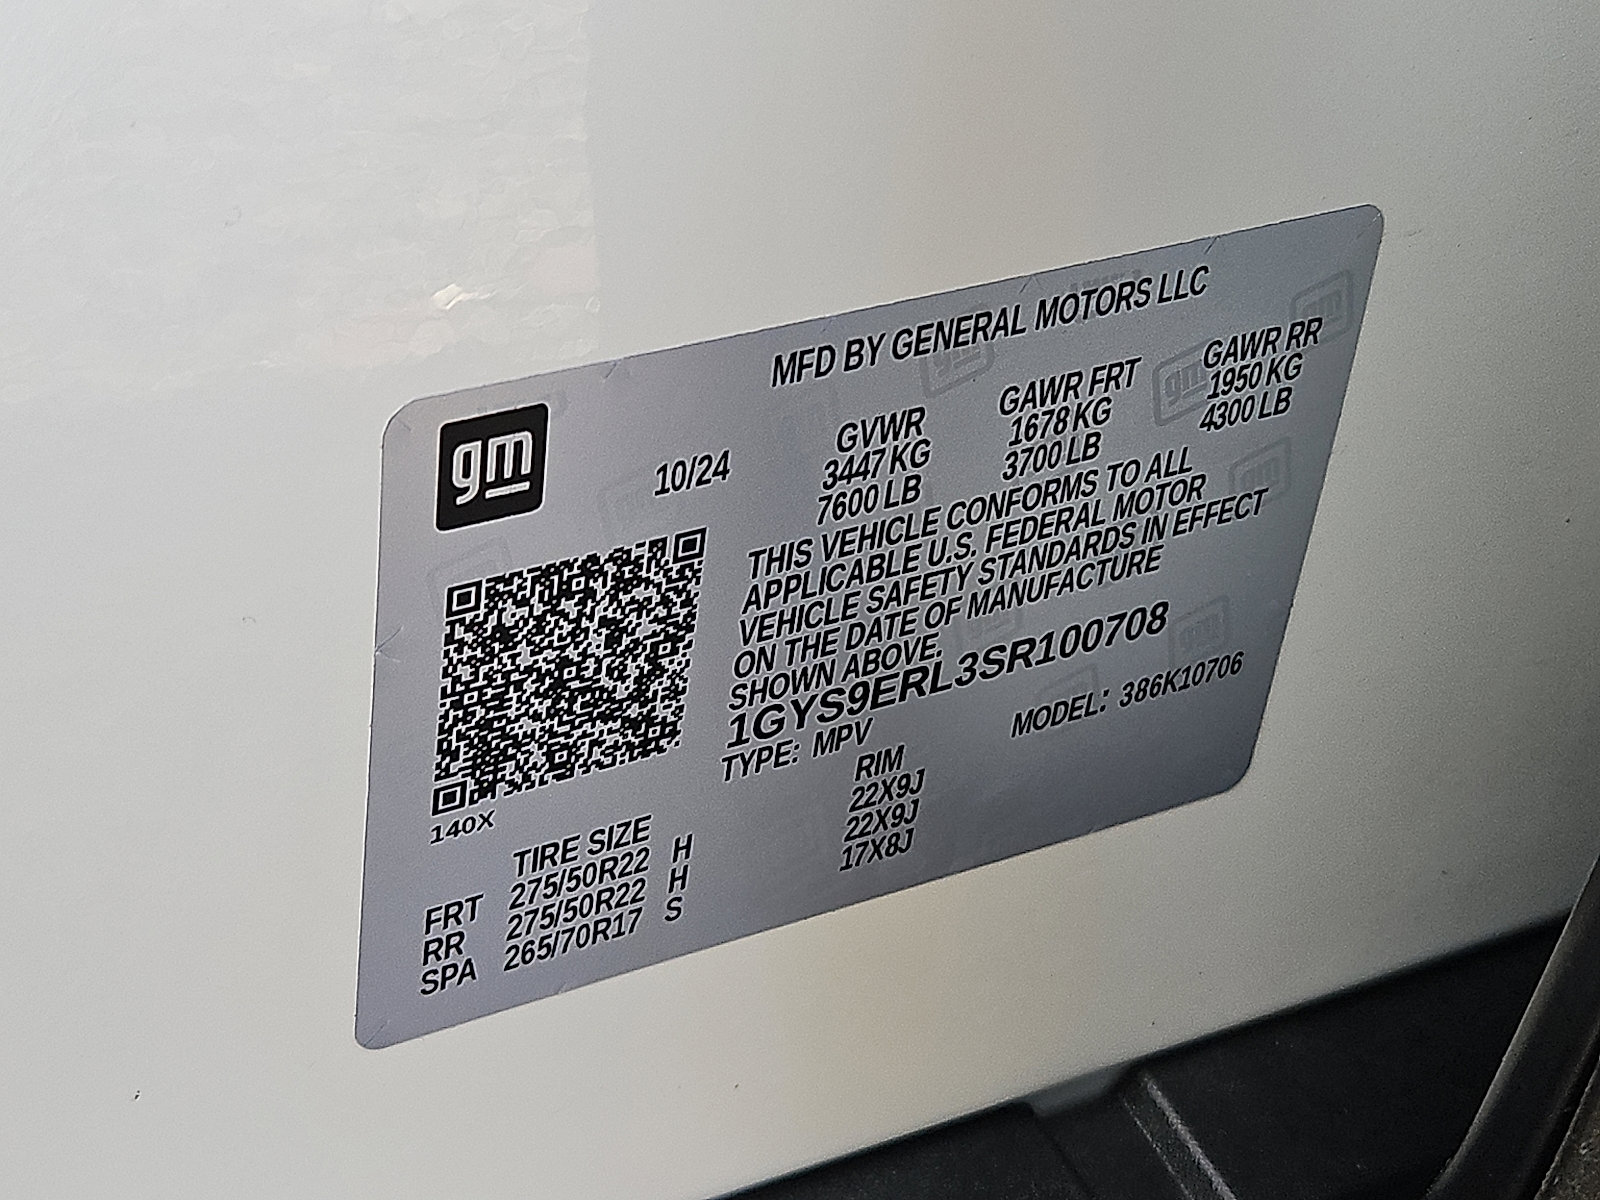 MFD BY GENERAL MOTORS LLC
gm
10/24
GVWR GAWR FRT GAWR RR
3447 KG 1678 KG 1950 KG
7600 LB 3700 LB 4300 LB
THIS VEHICLE CONFORMS TO ALL
APPLICABLE U.S. FEDERAL MOTOR
VEHICLE SAFETY STANDARDS IN EFFECT
ON THE DATE OF MANUFACTURE
SHOWN ABOVE.
1GYS9ERL3SR100708
TYPE: MPV MODEL: 386K10706
140X
TIRE SIZE RIM
FRT 275/50R22 H 22X9J
RR 275/50R22 H 22X9J
SPA 265/70R17 S 17X8J